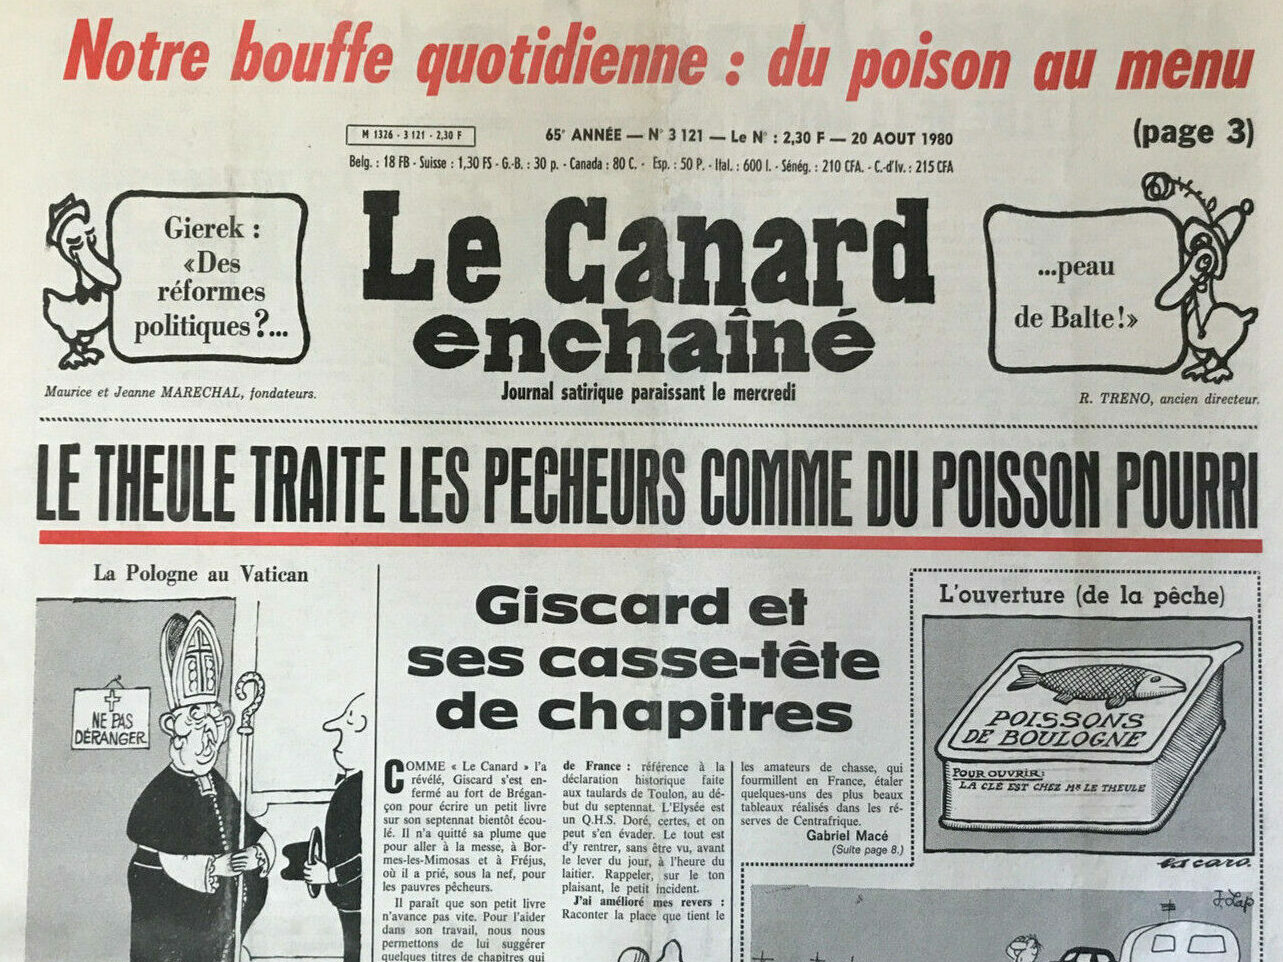 Notre bouffe quotidienne : du poison au menu
(page 3)
M 1326 - 3121 - 2,30 F
65e ANNÉE — N° 3 121 — Le N° : 2,30 F — 20 AOUT 1980
Belg. : 18 FB - Suisse : 1,30 FS - G.-B. : 30 p. - Canada : 80 C. - Esp. : 50 P. - Ital. : 600 l. - Sénég. : 210 CFA. - C.-d'Iv. : 215 CFA
Gierek :
«Des
réformes
politiques?...
Le Canard
enchaîné
Journal satirique paraissant le mercredi
...peau
de Balte!»
Maurice et Jeanne MARECHAL, fondateurs.
R. TRENO, ancien directeur.
LE THEULE TRAITE LES PECHEURS COMME DU POISSON POURRI
La Pologne au Vatican
NE PAS
DÉRANGER
Giscard et
ses casse-tête
de chapitres
COMME « Le Canard » l'a
révélé, Giscard s'est en-
fermé au fort de Brégan-
çon pour écrire un petit livre
sur son septennat bientôt écou-
lé. Il n'a quitté sa plume que
pour aller à la messe, à Bor-
mes-les-Mimosas et à Fréjus,
où il a prié, sous la nef, pour
les pauvres pêcheurs.
Il paraît que son petit livre
n'avance pas vite. Pour l'aider
dans son travail, nous nous
permettons de lui suggérer
quelques titres de chapitres qui
de France : référence à la
déclaration historique faite
aux taulards de Toulon, au dé-
but du septennat. L'Elysée est
un Q.H.S. Doré, certes, et on
peut s'en évader. Le tout est
d'y rentrer, sans être vu, avant
le lever du jour, à l'heure du
laitier. Rappeler, sur le ton
plaisant, le petit incident.
J'ai amélioré mes revers :
Raconter la place que tient le
les amateurs de chasse, qui
fourmillent en France, étaler
quelques-uns des plus beaux
tableaux réalisés dans les ré-
serves de Centrafrique.
Gabriel Macé
(Suite page 8.)
L'ouverture (de la pêche)
POISSONS
DE BOULOGNE
POUR OUVRIR :
LA CLÉ EST CHEZ Mr LE THEULE
escaro.
J. Lap